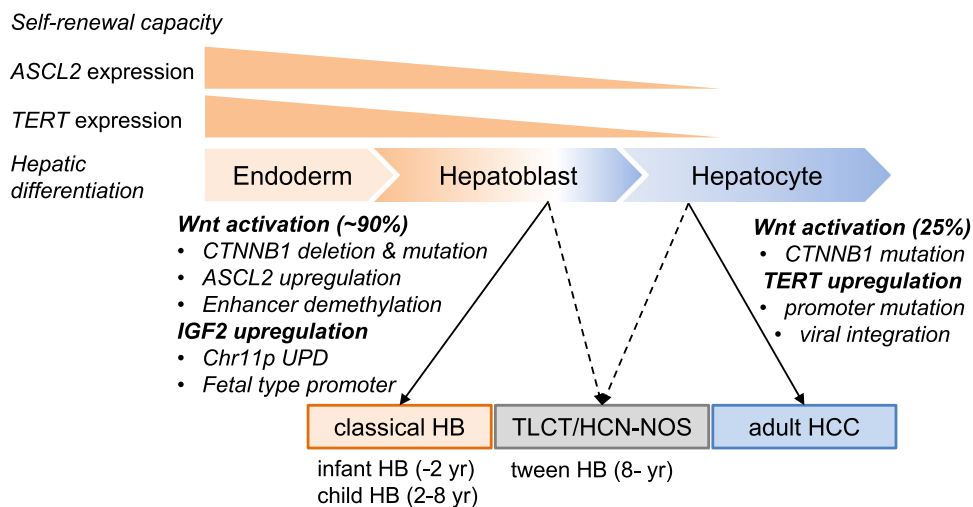 Self-renewal capacity
ASCL2 expression
TERT expression
Hepatic
differentiation
Endoderm
Hepatoblast
Hepatocyte
Wnt activation (~90%)
• CTNNB1 deletion & mutation
• ASCL2 upregulation
• Enhancer demethylation
IGF2 upregulation
• Chr11p UPD
• Fetal type promoter
Wnt activation (25%)
• CTNNB1 mutation
TERT upregulation
• promoter mutation
• viral integration
classical HB
TLCT/HCN-NOS
adult HCC
infant HB (-2 yr)
child HB (2-8 yr)
tween HB (8- yr)